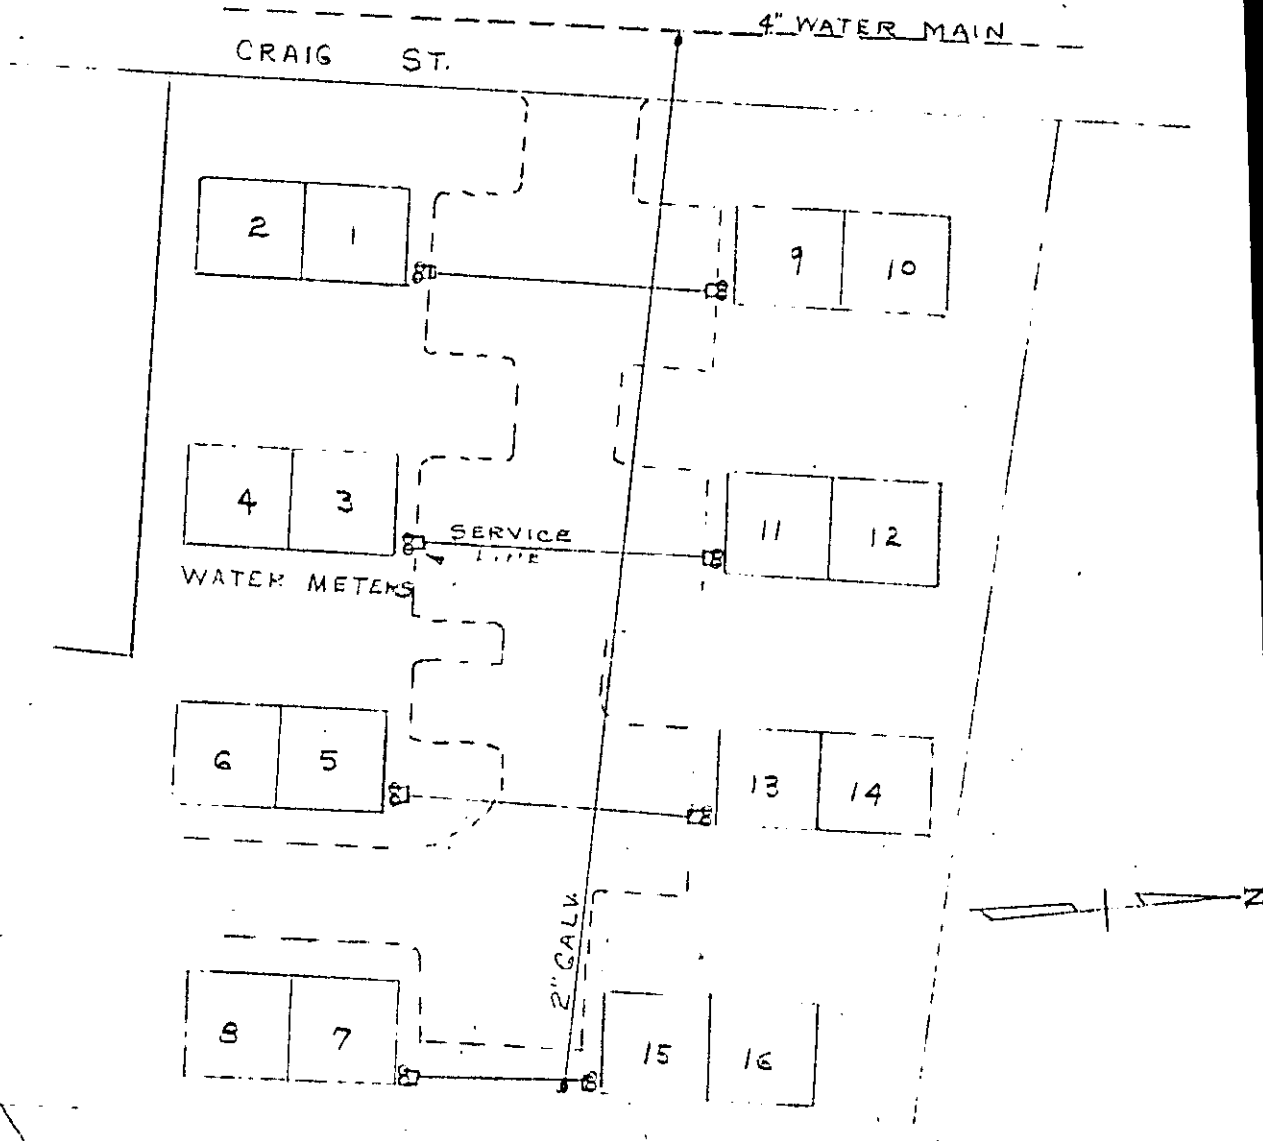 4" WATER MAIN
CRAIG ST.
2 1
9 10
4 3
SERVICE
LINE
11 12
WATER METERS
6 5
13 14
N
2" GALV.
8 7
15 16